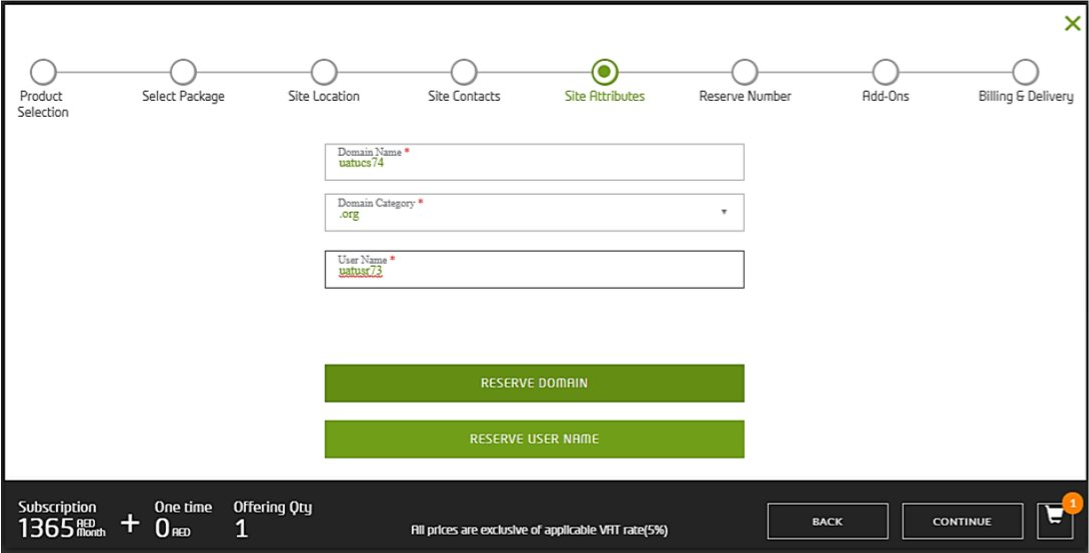 Product Selection
Select Package
Site Location
Site Contacts
Site Attributes
Reserve Number
Add-Ons
Billing & Delivery
Domain Name *
uatucs74
Domain Category *
.org
User Name *
uatusr73
RESERVE DOMAIN
RESERVE USER NAME
Subscription
1365 AED Month
+
One time
0 AED
Offering Qty
1
All prices are exclusive of applicable VAT rate(5%)
BACK
CONTINUE
1